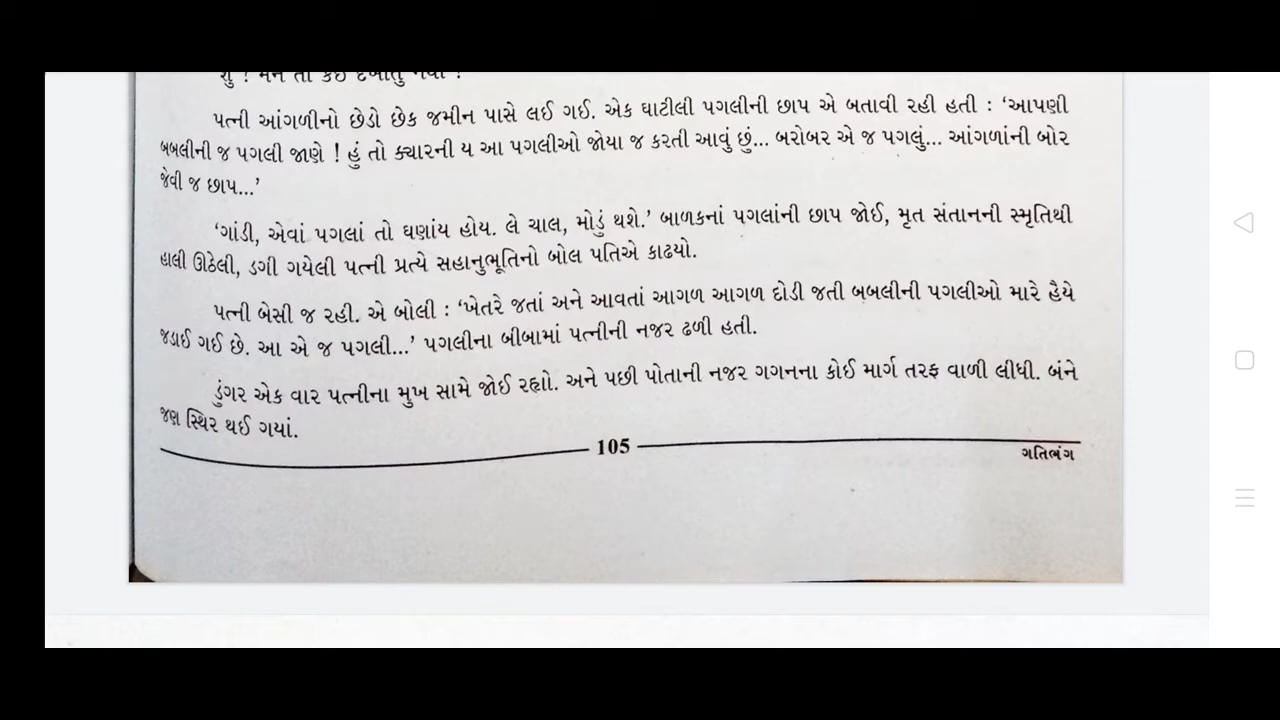 પત્ની આંગળીનો છેડો છેક જમીન પાસે લઈ ગઈ. એક ઘાટીલી પગલીની છાપ એ બતાવી રહી હતી : ‘આપણી
બબલીની જ પગલી જાણે ! હું તો ક્યારની ય આ પગલીઓ જોયા જ કરતી આવું છું... બરોબર એ જ પગલું... આંગળાંની બોર
જેવી જ છાપ...’
‘ગાંડી, એવાં પગલાં તો ઘણાંય હોય. લે ચાલ, મોડું થશે.’ બાળકનાં પગલાંની છાપ જોઈ, મૃત સંતાનની સ્મૃતિથી
હાલી ઊઠેલી, ડગી ગયેલી પત્ની પ્રત્યે સહાનુભૂતિનો બોલ પતિએ કાઢયો.
પત્ની બેસી જ રહી. એ બોલી : ‘ખેતરે જતાં અને આવતાં આગળ આગળ દોડી જતી બબલીની પગલીઓ મારે હૈયે
જડાઈ ગઈ છે. આ એ જ પગલી...’ પગલીના બીબામાં પત્નીની નજર ઢળી હતી.
ડુંગર એક વાર પત્નીના મુખ સામે જોઈ રહ્યો. અને પછી પોતાની નજર ગગનના કોઈ માર્ગ તરફ વાળી લીધી. બંને
જણ સ્થિર થઈ ગયાં.
105
ગતિભંગ